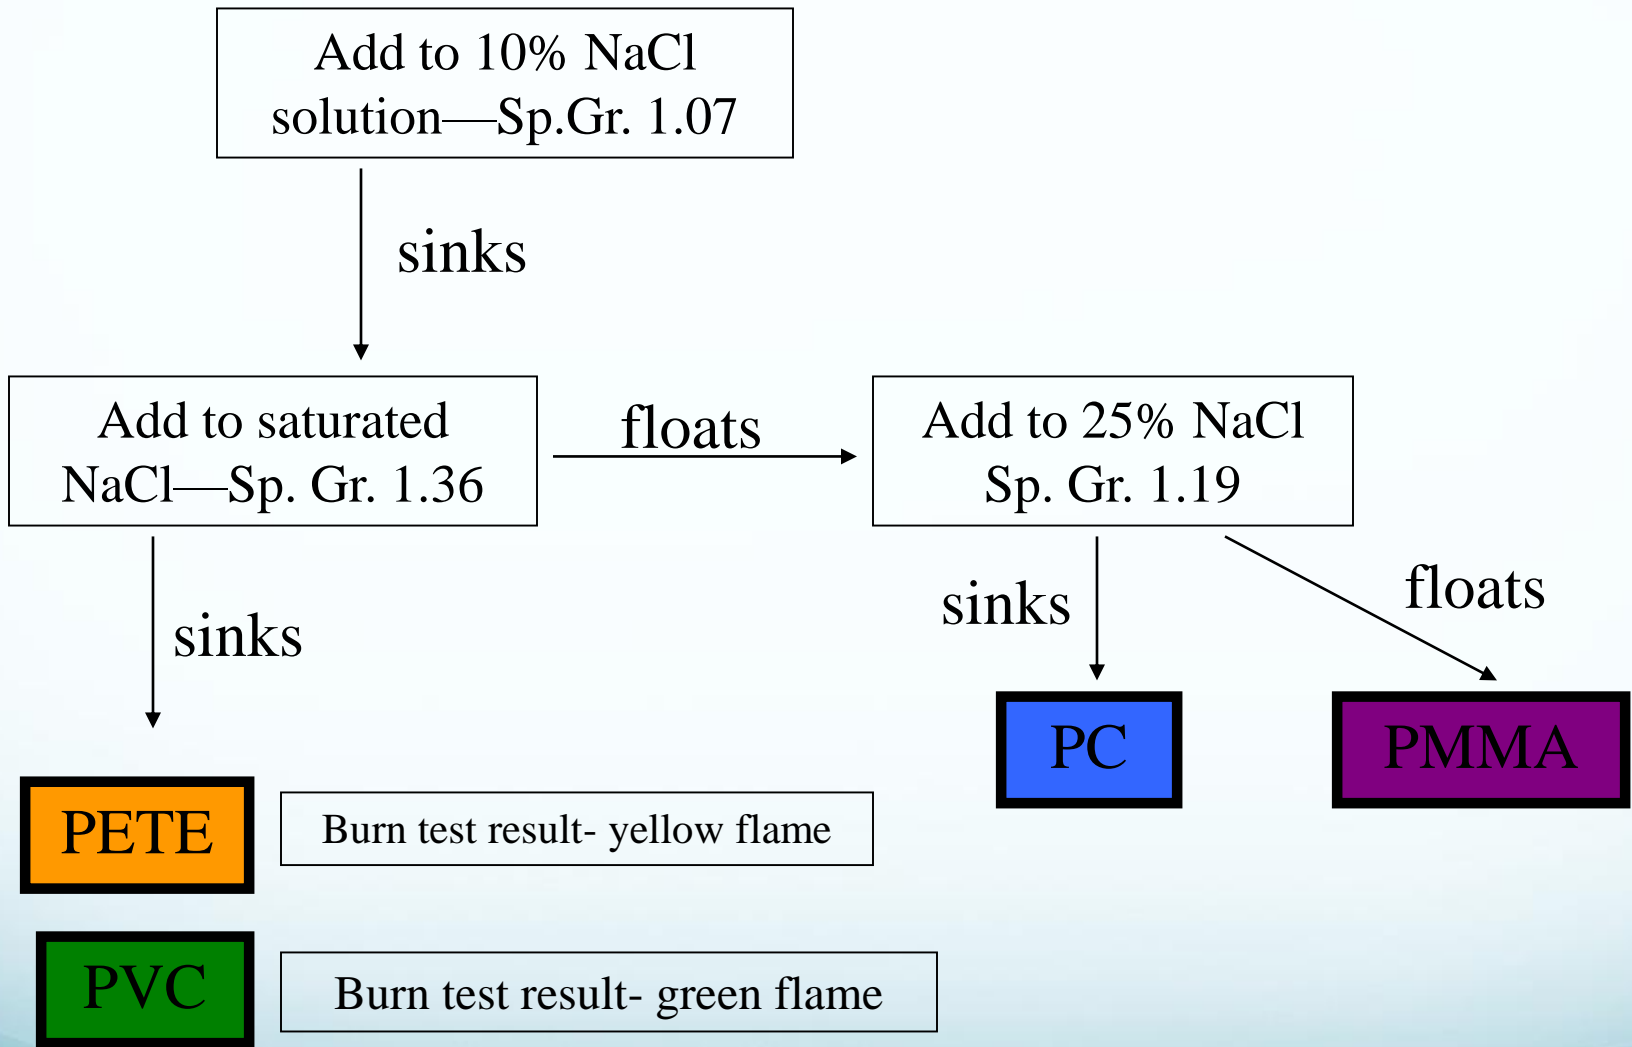 Add to 10% NaCl
solution—Sp.Gr. 1.07
sinks
Add to saturated
NaCl—Sp. Gr. 1.36
floats
Add to 25% NaCl
Sp. Gr. 1.19
sinks
sinks
floats
PC
PMMA
PETE
Burn test result- yellow flame
PVC
Burn test result- green flame